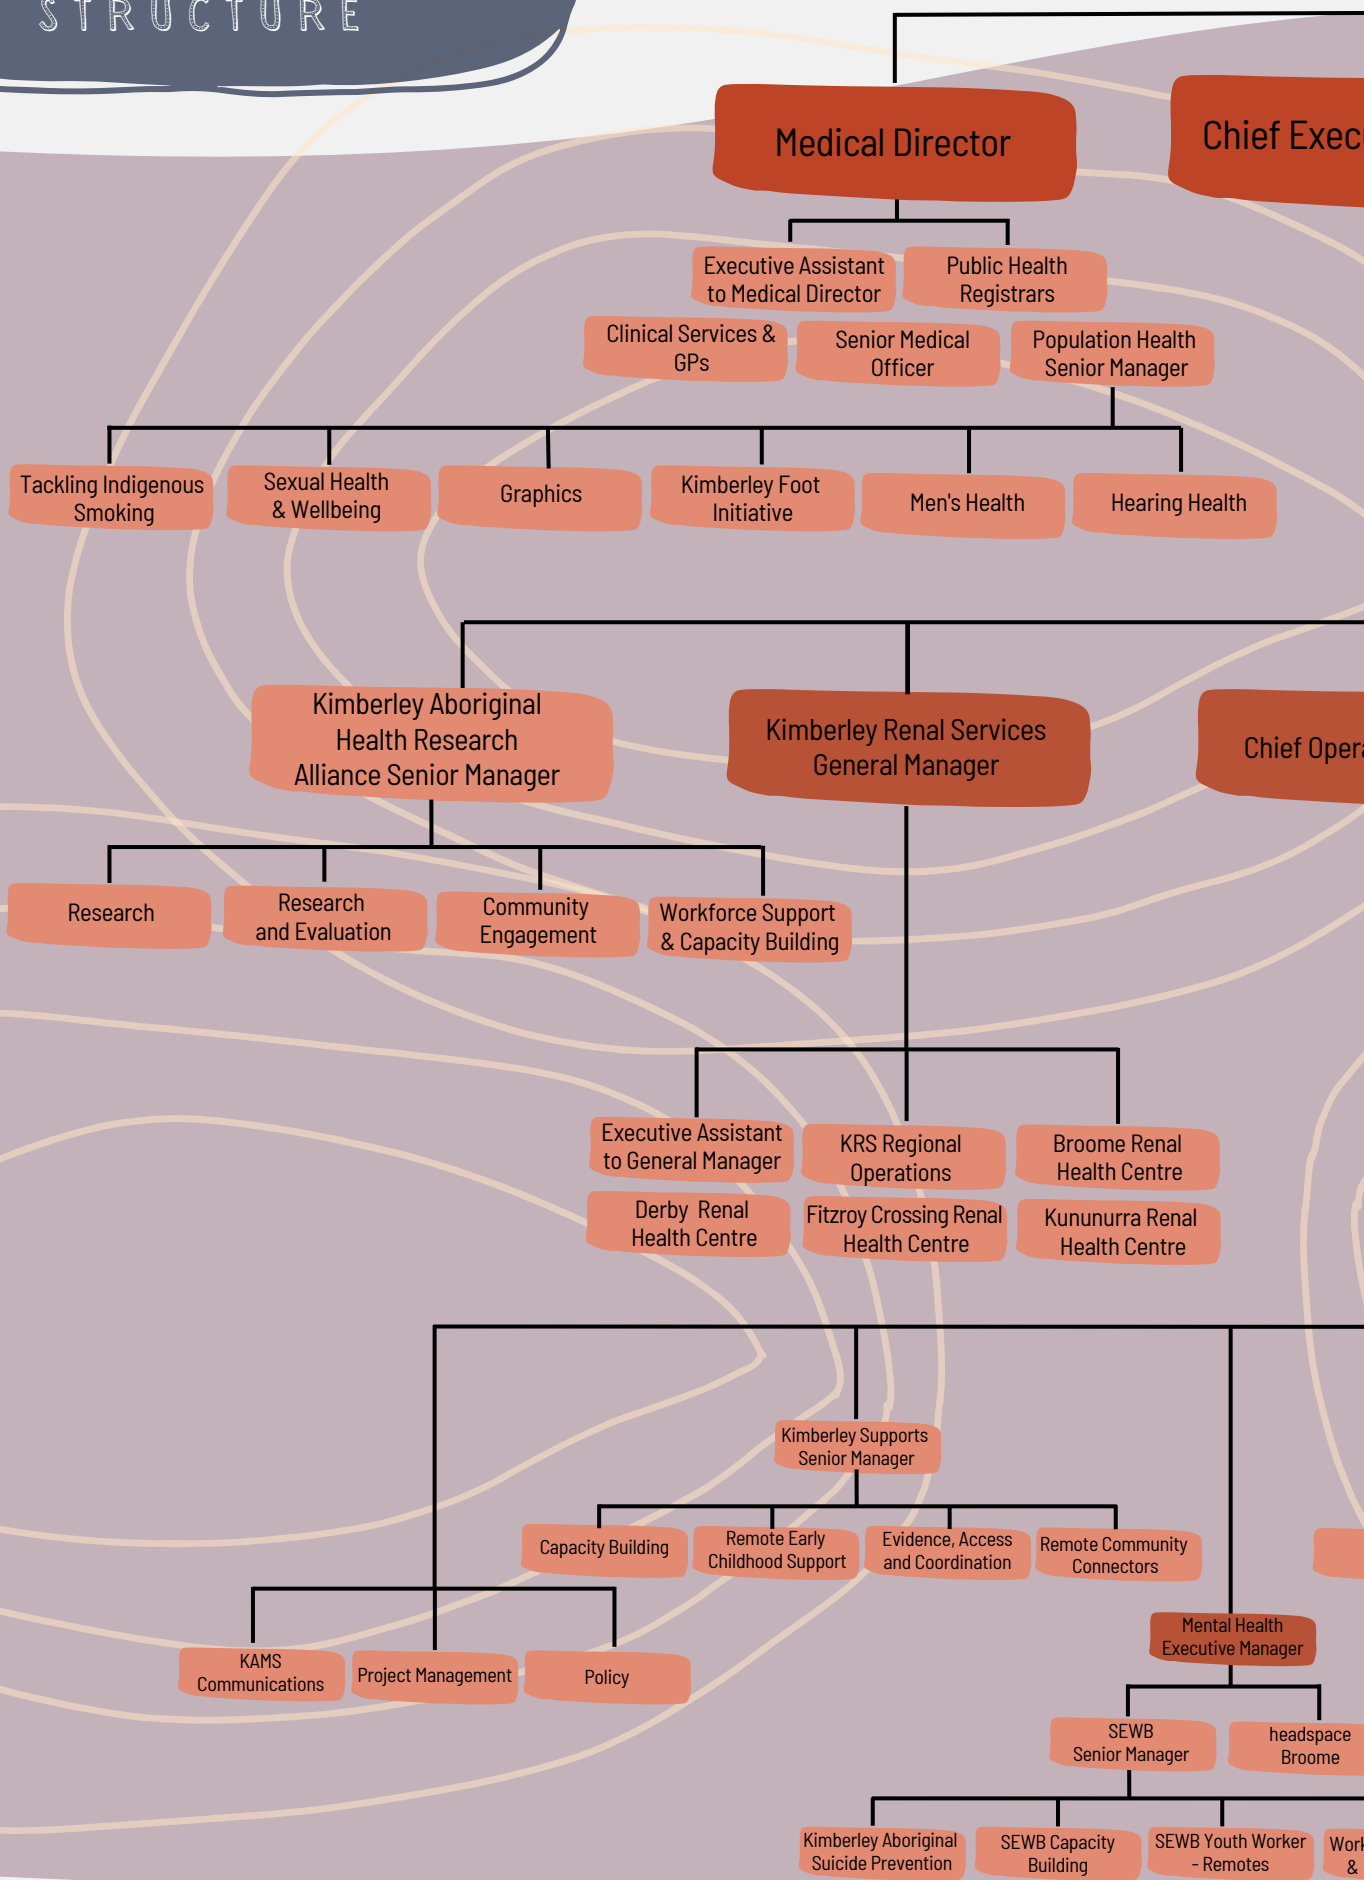 STRUCTURE
Medical Director
Chief Exec
Executive Assistant
to Medical Director
Public Health
Registrars
Clinical Services &
GPs
Senior Medical
Officer
Population Health
Senior Manager
Tackling Indigenous
Smoking
Sexual Health
& Wellbeing
Graphics
Kimberley Foot
Initiative
Men's Health
Hearing Health
Kimberley Aboriginal
Health Research
Alliance Senior Manager
Kimberley Renal Services
General Manager
Chief Opera
Research
Research
and Evaluation
Community
Engagement
Workforce Support
& Capacity Building
Executive Assistant
to General Manager
KRS Regional
Operations
Broome Renal
Health Centre
Derby  Renal
Health Centre
Fitzroy Crossing Renal
Health Centre
Kununurra Renal
Health Centre
Kimberley Supports
Senior Manager
Capacity Building
Remote Early
Childhood Support
Evidence, Access
and Coordination
Remote Community
Connectors
Mental Health
Executive Manager
KAMS
Communications
Project Management
Policy
SEWB
Senior Manager
headspace
Broome
Kimberley Aboriginal
Suicide Prevention
SEWB Capacity
Building
SEWB Youth Worker
- Remotes
Work
&